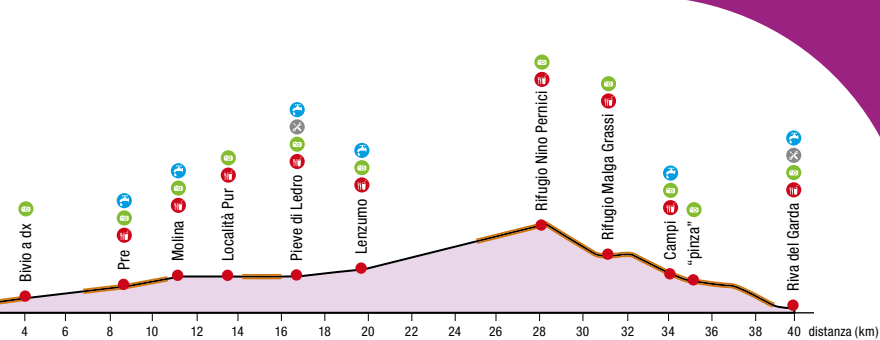 Bivio a dx
Pre
Molina
Località Pur
Pieve di Ledro
Lenzumo
Rifugio Nino Pernici
Rifugio Malga Grassi
Campi
“pinza”
Riva del Garda
4 6 8 10 12 14 16 18 20 22 24 26 28 30 32 34 36 38 40 distanza (km)